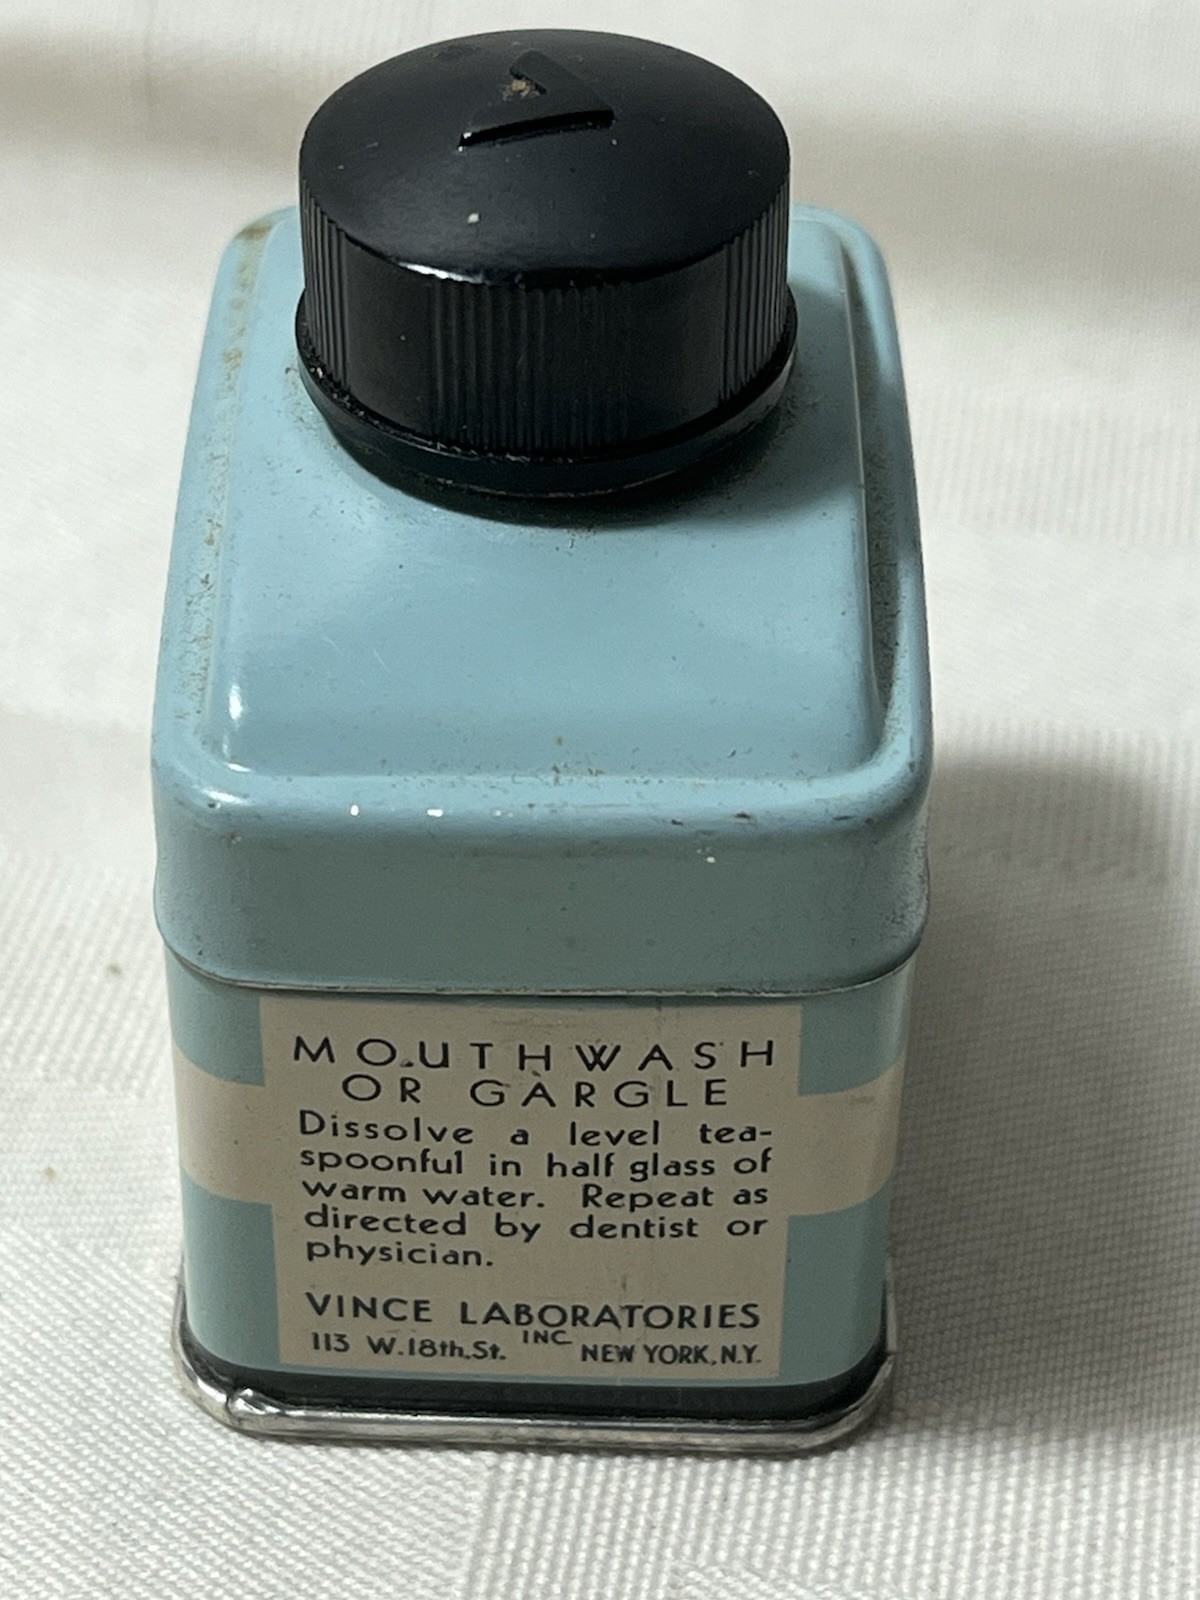 V
MOUTHWASH
OR GARGLE
Dissolve a level tea-
spoonful in half glass of
warm water. Repeat as
directed by dentist or
physician.
VINCE LABORATORIES
113 W.18th.St. INC. NEW YORK, N.Y.